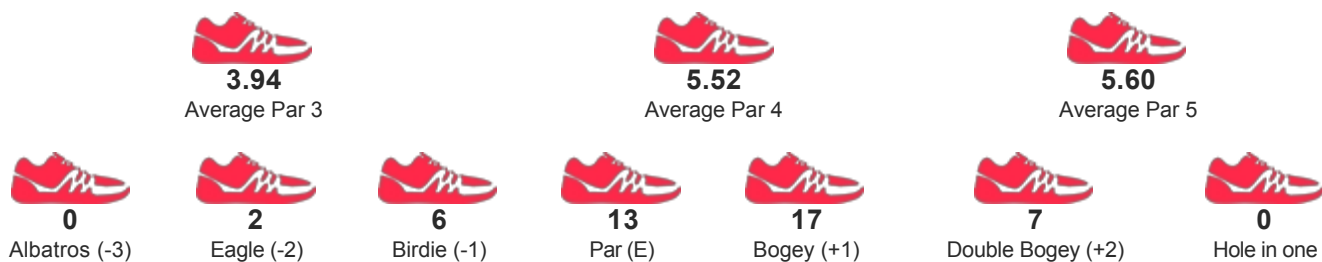 3.94 5.52 5.60
Average Par 3 Average Par 4 Average Par 5
0 2 6 13 17 7 0
Albatros (-3) Eagle (-2) Birdie (-1) Par (E) Bogey (+1) Double Bogey (+2) Hole in one